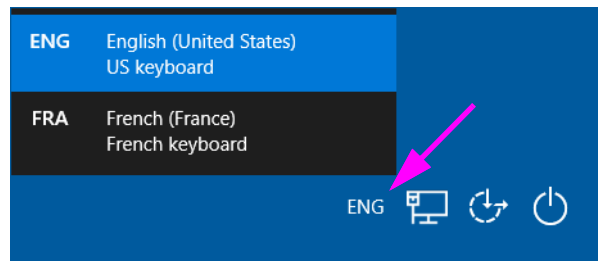 ENG English (United States)
US keyboard
FRA French (France)
French keyboard
ENG